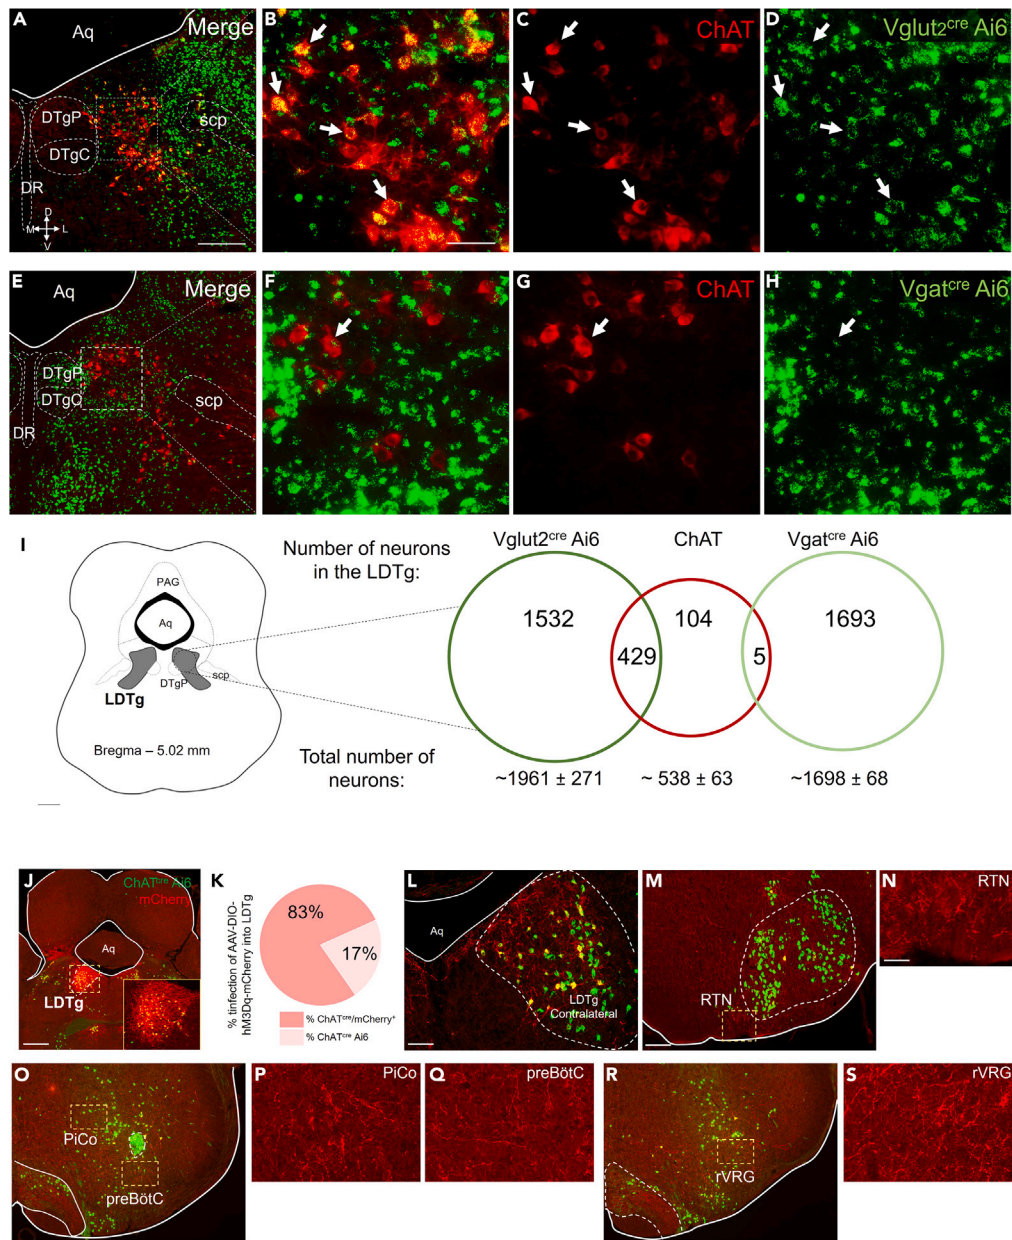 A
Aq
Merge
DTgP
DTgC
scp
DR
D
M
L
V
B
C
ChAT
D
Vglut2cre Ai6
E
Aq
Merge
DTgP
DTgC
scp
DR
F
G
ChAT
H
Vgatcre Ai6
I
Number of neurons
in the LDTg:
Vglut2cre Ai6
ChAT
Vgatcre Ai6
PAG
Aq
scp
DTgP
LDTg
Bregma – 5.02 mm
1532
429
104
5
1693
Total number of
neurons:
~1961 ± 271
~ 538 ± 63
~1698 ± 68
J
ChATcre Ai6
mCherry
Aq
LDTg
K
% tinfection of AAV-DIO-
hM3Dq-mCherry into LDTg
83%
17%
% ChATcre/mCherry+
% ChATcre Ai6
L
Aq
LDTg
Contralateral
M
RTN
N
RTN
O
PiCo
preBötC
P
PiCo
Q
preBötC
R
rVRG
S
rVRG